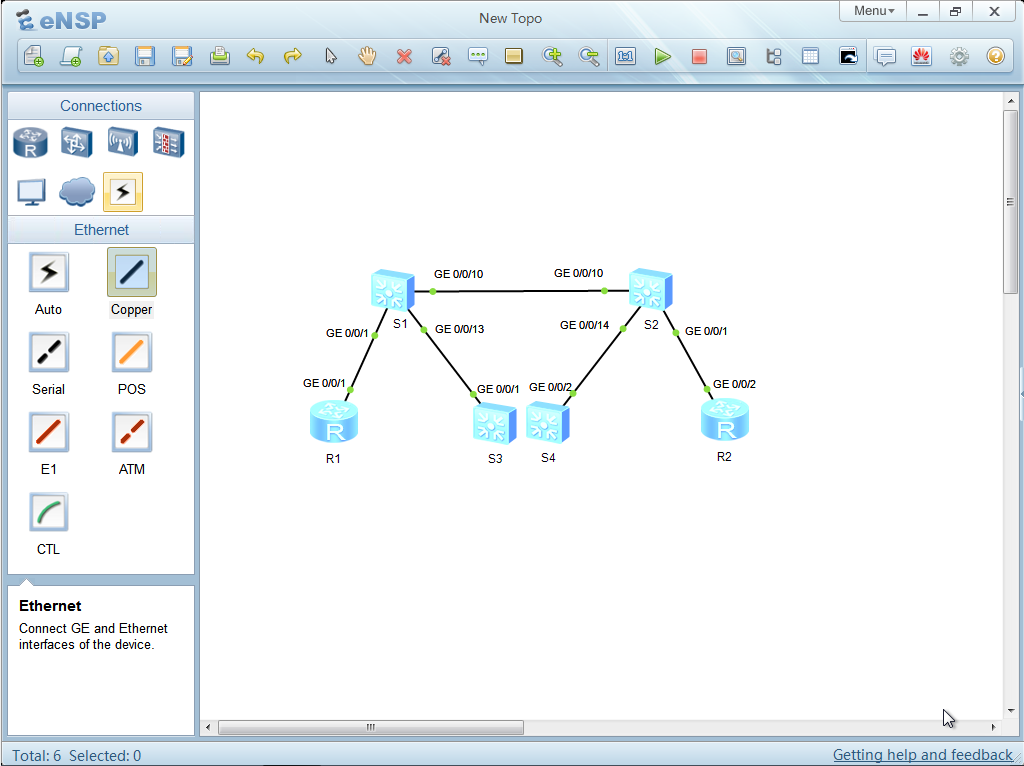 eNSP
New Topo
Menu
Connections
R
Ethernet
Auto
Copper
Serial
POS
E1
ATM
CTL
Ethernet
Connect GE and Ethernet
interfaces of the device.
GE 0/0/10
GE 0/0/10
S1
S2
GE 0/0/1
GE 0/0/13
GE 0/0/14
GE 0/0/1
GE 0/0/1
GE 0/0/1
GE 0/0/2
GE 0/0/2
R
R
R1
S3
S4
R2
Total: 6 Selected: 0
Getting help and feedback